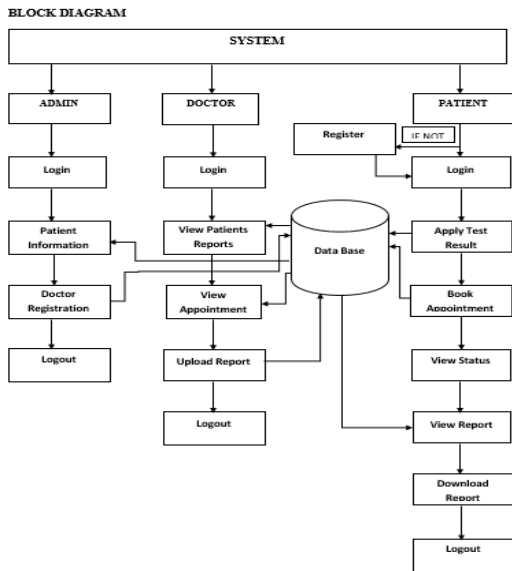 BLOCK DIAGRAM
SYSTEM
ADMIN
DOCTOR
PATIENT
Register
IF NOT
Login
Login
Login
Patient
Information
View Patients
Reports
Data Base
Apply Test
Result
Doctor
Registration
View
Appointment
Book
Appointment
Logout
Upload Report
View Status
Logout
View Report
Download
Report
Logout